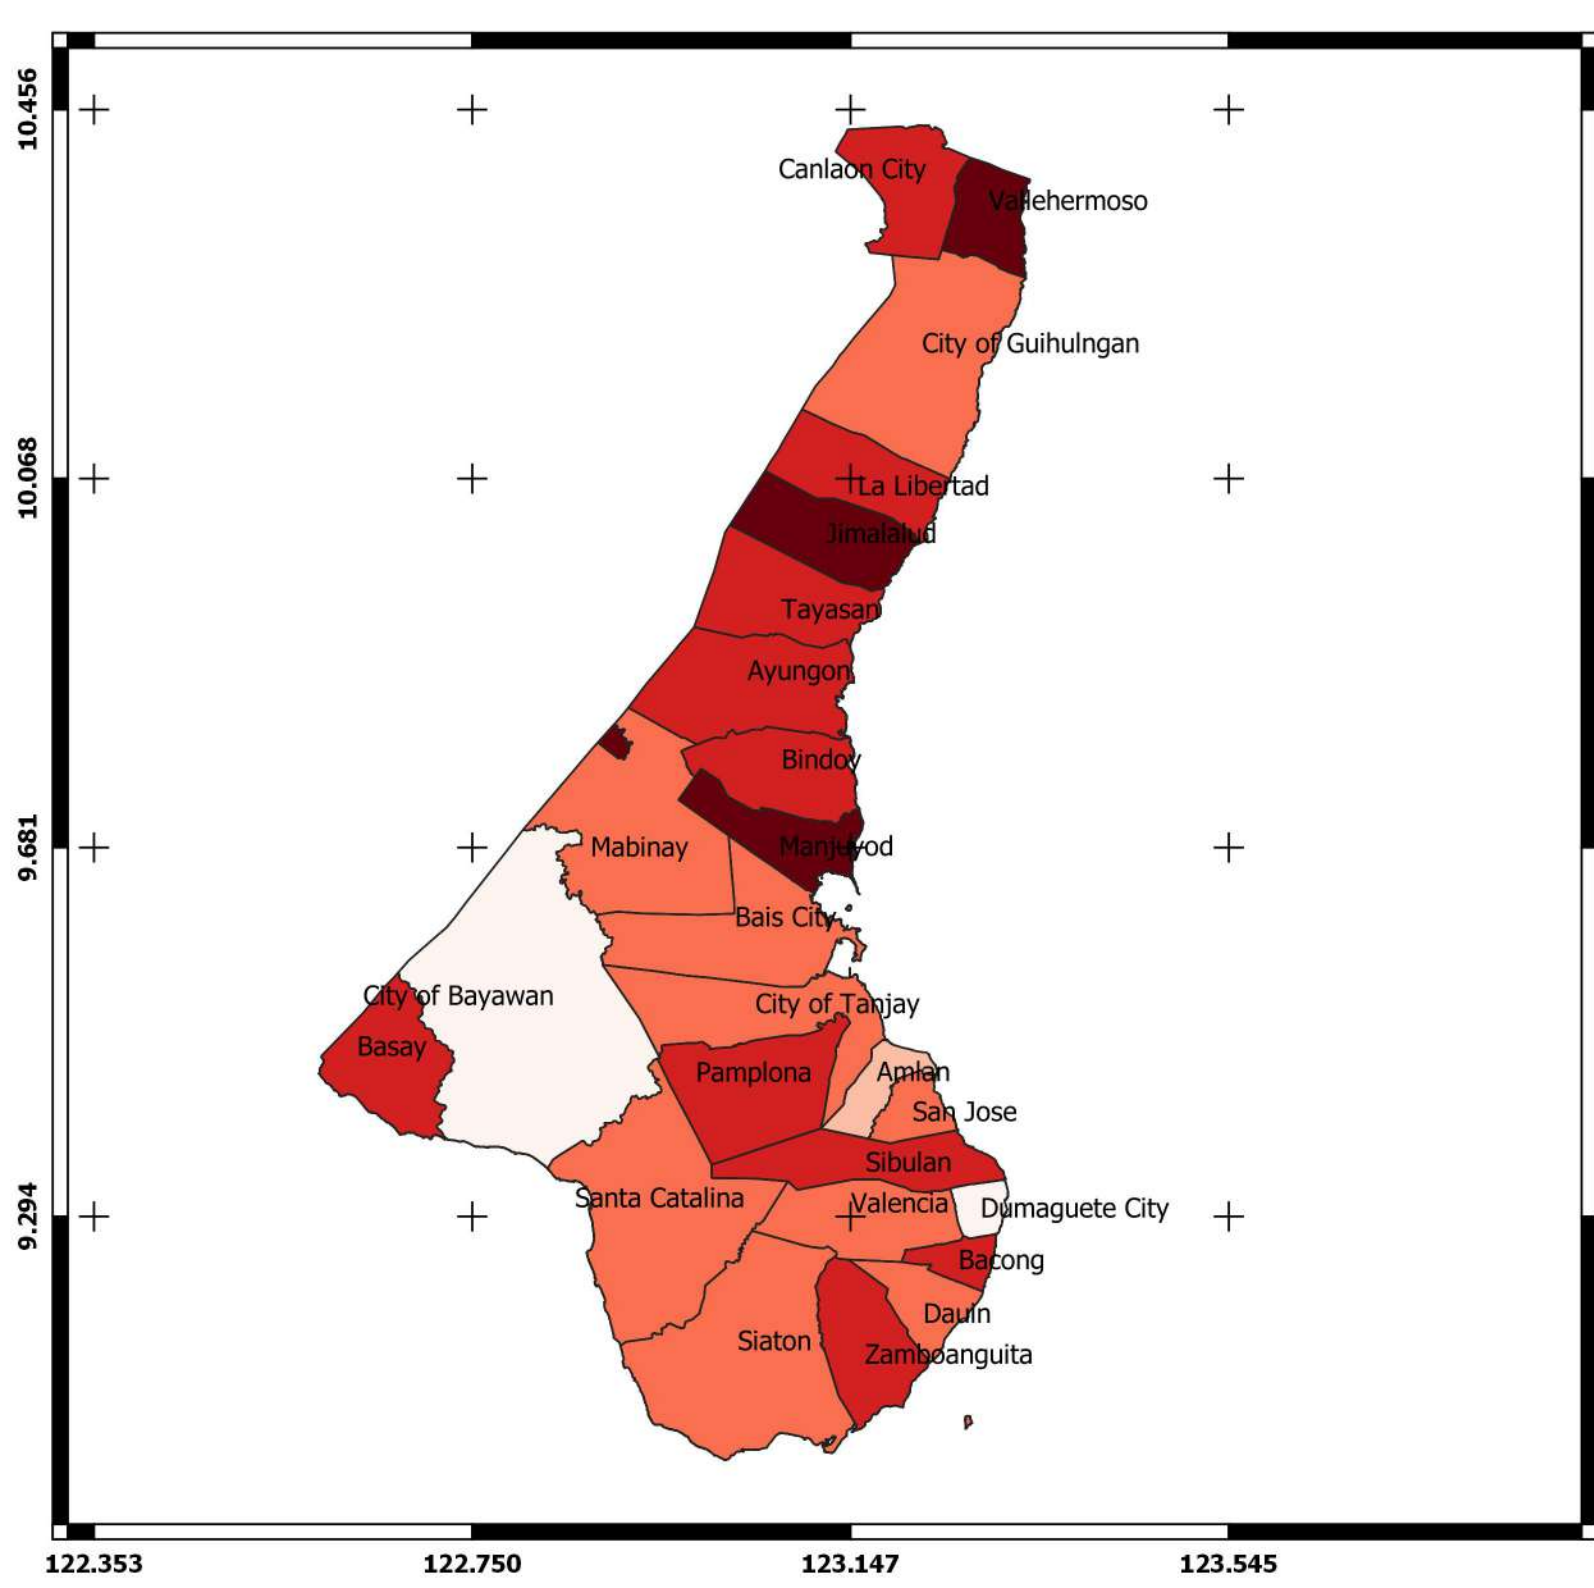 10.456
Canlaon City
Vallehermoso
City of Guihulngan
10.068
La Libertad
Jimalalud
Tayasan
Ayungon
Bindoy
9.681
Mabinay
Manjuyod
Bais City
City of Bayawan
City of Tanjay
Basay
Pamplona
Amlan
San Jose
Sibulan
9.294
Santa Catalina
Valencia
Dumaguete City
Bacong
Dauin
Siaton
Zamboanguita
122.353
122.750
123.147
123.545